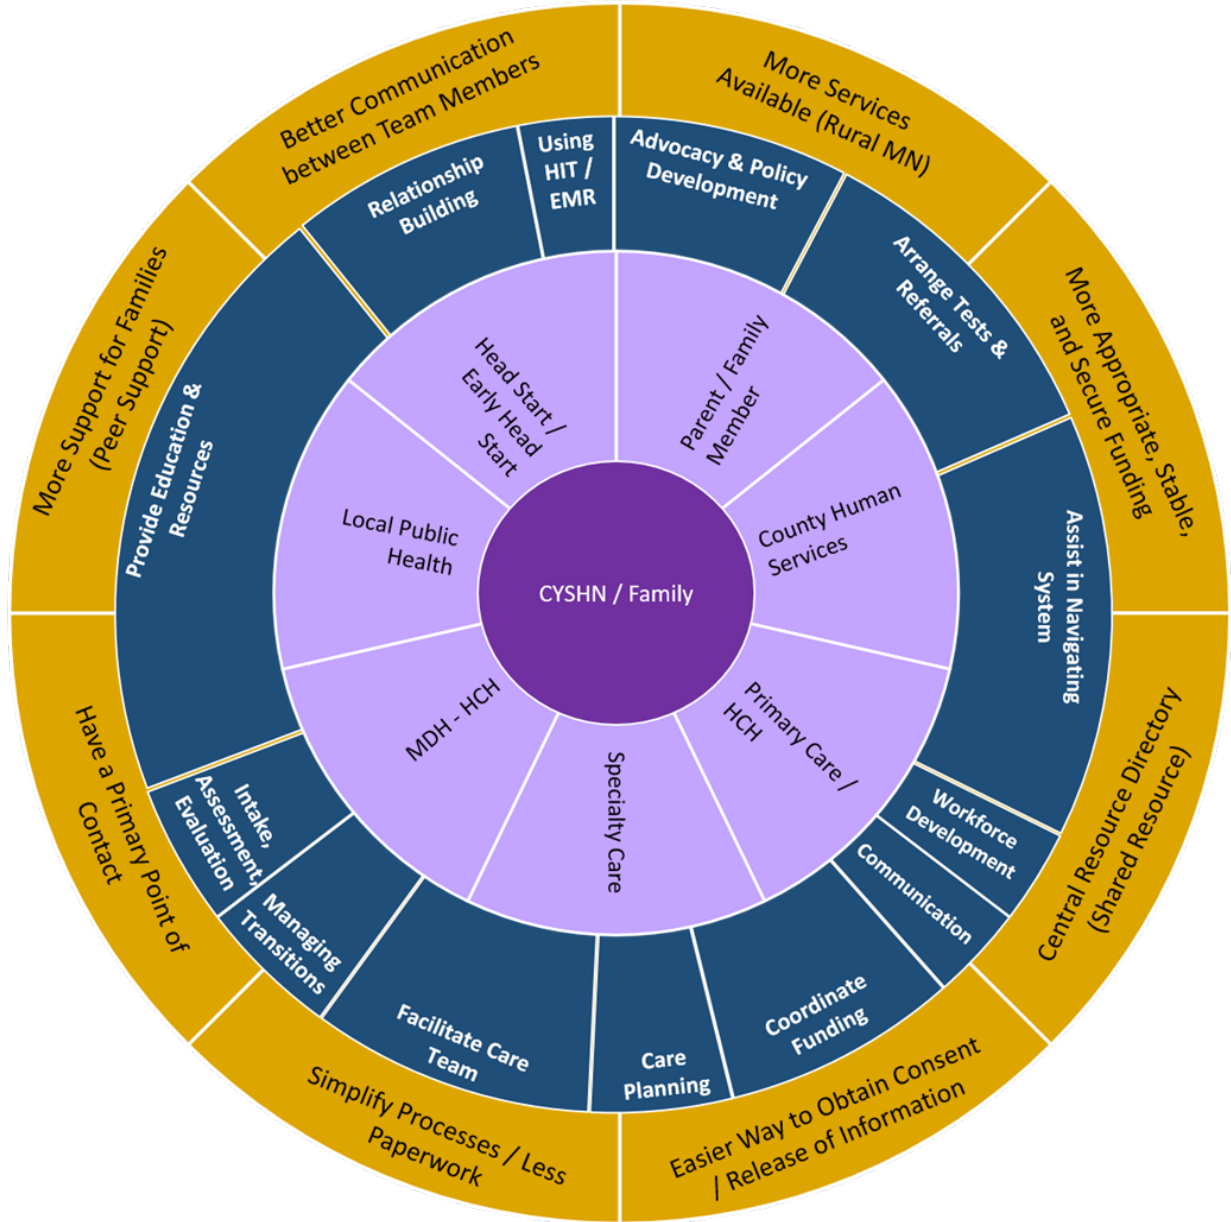 Better Communication
between Team Members
More Services
Available (Rural MN)
More Appropriate, Stable,
and Secure Funding
Central Resource Directory
(Shared Resource)
Easier Way to Obtain Consent
/ Release of Information
Simplify Processes / Less
Paperwork
Have a Primary Point of
Contact
More Support for Families
(Peer Support)
Using
HIT /
EMR
Advocacy & Policy
Development
Arrange Tests &
Referrals
Assist in Navigating
System
Workforce
Development
Communication
Coordinate
Funding
Care
Planning
Facilitate Care
Team
Managing
Transitions
Intake,
Assessment,
Evaluation
Provide Education &
Resources
Relationship
Building
Head Start /
Early Head
Start
Parent / Family
Member
County Human
Services
Primary Care /
HCH
Specialty Care
MDH - HCH
Local Public
Health
CYSHN / Family